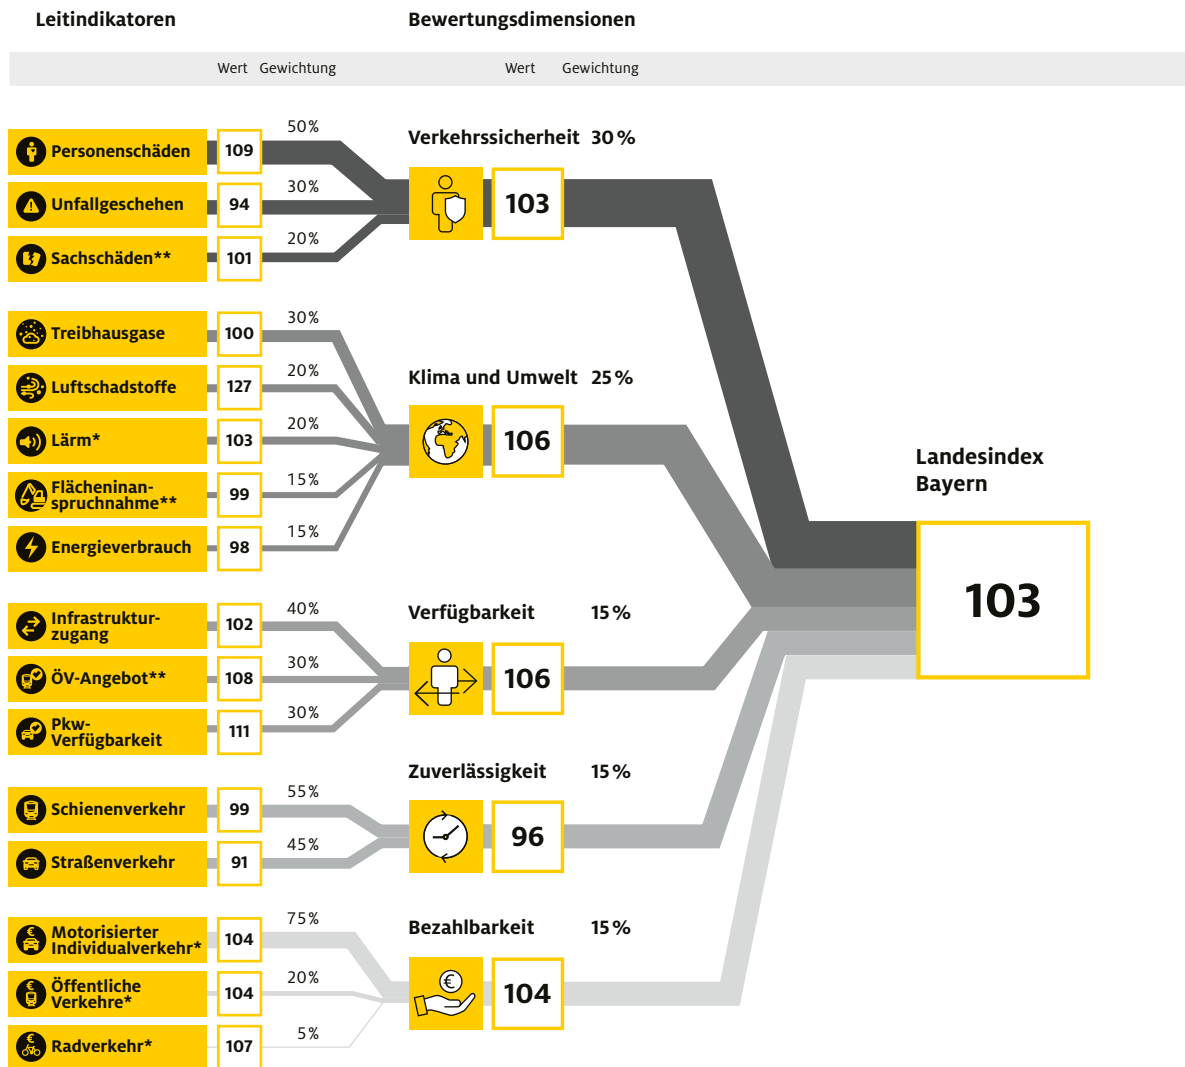 Leitindikatoren
Bewertungsdimensionen
Wert Gewichtung
Wert Gewichtung
Personenschäden 109 50%
Unfallgeschehen 94 30%
Sachschäden** 101 20%
Verkehrssicherheit 30%
103
Treibhausgase 100 30%
Luftschadstoffe 127 20%
Lärm* 103 20%
Flächeninan-
spruchnahme** 99 15%
Energieverbrauch 98 15%
Klima und Umwelt 25%
106
Infrastruktur-
zugang 102 40%
ÖV-Angebot** 108 30%
Pkw-
Verfügbarkeit 111 30%
Verfügbarkeit 15%
106
Schienenverkehr 99 55%
Straßenverkehr 91 45%
Zuverlässigkeit 15%
96
Motorisierter
Individualverkehr* 104 75%
Öffentliche
Verkehre* 104 20%
Radverkehr* 107 5%
Bezahlbarkeit 15%
€
104
Landesindex
Bayern
103